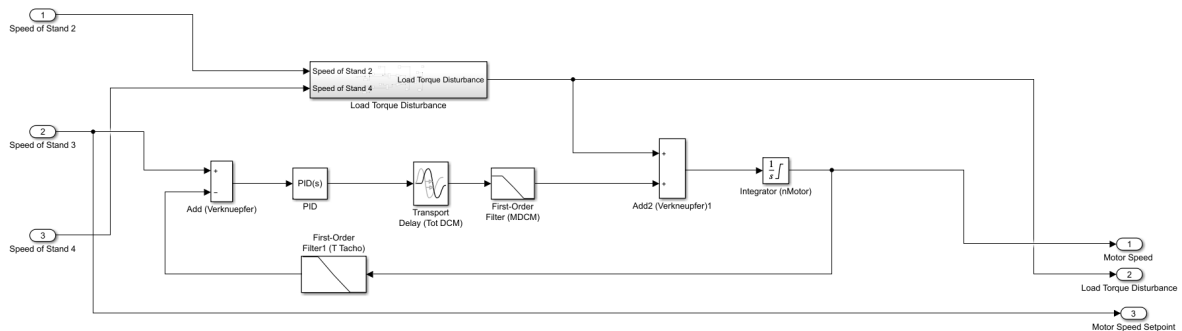 1
Speed of Stand 2
Speed of Stand 2
Speed of Stand 4
Load Torque Disturbance
Load Torque Disturbance
2
Speed of Stand 3
+
−
Add (Verknuepfer)
PID(s)
PID
Transport
Delay (Tot DCM)
First-Order
Filter (MDCM)
+
+
Add2 (Verkneupfer)1
1
s
Integrator (nMotor)
3
Speed of Stand 4
First-Order
Filter1 (T Tacho)
1
Motor Speed
2
Load Torque Disturbance
3
Motor Speed Setpoint